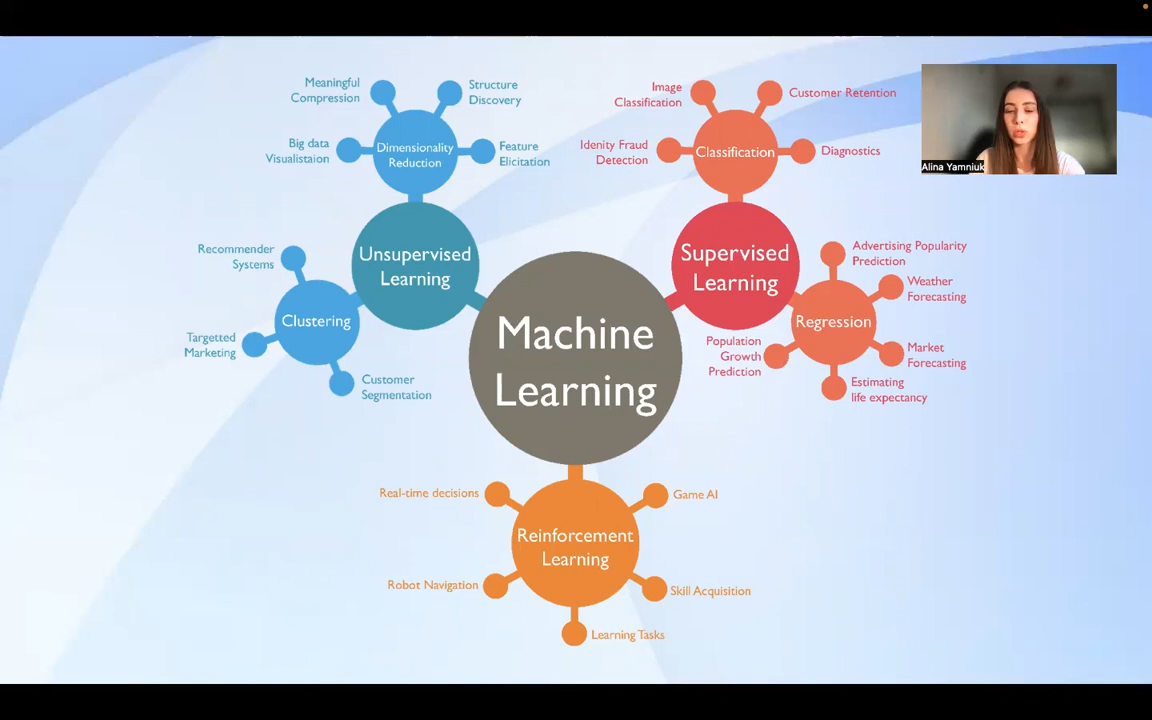 Meaningful
Compression
Structure
Discovery
Big data
Visualistaion
Dimensionality
Reduction
Feature
Elicitation
Image
Classification
Customer Retention
Idenity Fraud
Detection
Classification
Diagnostics
Alina Yamniuk
Unsupervised
Learning
Recommender
Systems
Clustering
Targetted
Marketing
Customer
Segmentation
Machine
Learning
Supervised
Learning
Advertising Popularity
Prediction
Weather
Forecasting
Regression
Population
Growth
Prediction
Market
Forecasting
Estimating
life expectancy
Real-time decisions
Game AI
Reinforcement
Learning
Robot Navigation
Skill Acquisition
Learning Tasks